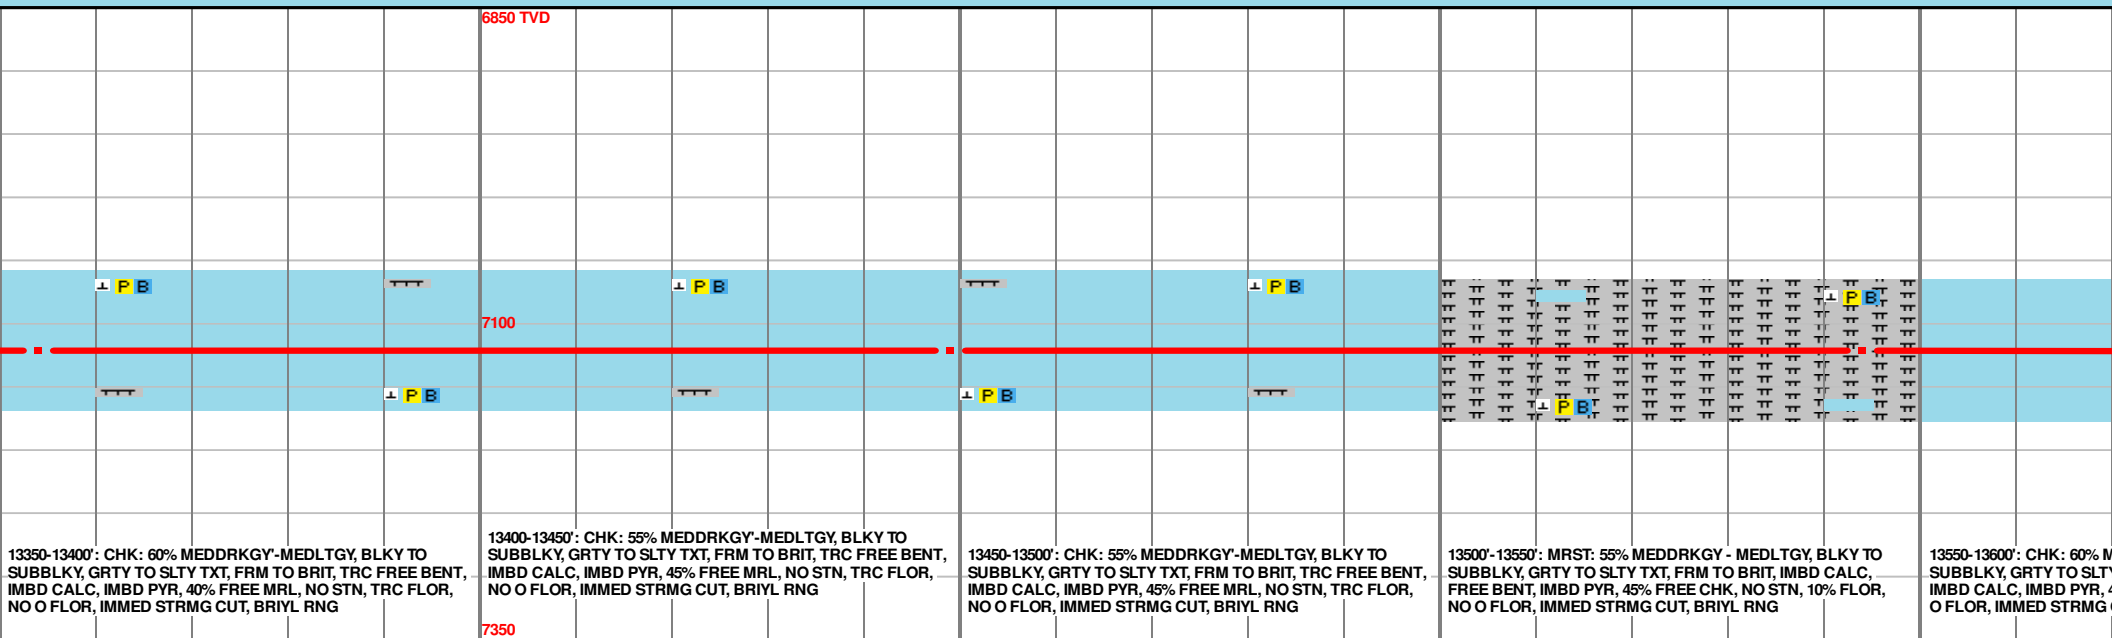 6850 TVD
P B
P B
P B
P B
7100
P B
P B
P B
13350-13400': CHK: 60% MEDDRKGY'-MEDLTGY, BLKY TO
SUBBLKY, GRTY TO SLTY TXT, FRM TO BRIT, TRC FREE BENT,
IMBD CALC, IMBD PYR, 40% FREE MRL, NO STN, TRC FLOR,
NO O FLOR, IMMED STRMG CUT, BRIYL RNG
13400-13450': CHK: 55% MEDDRKGY'-MEDLTGY, BLKY TO
SUBBLKY, GRTY TO SLTY TXT, FRM TO BRIT, TRC FREE BENT,
IMBD CALC, IMBD PYR, 45% FREE MRL, NO STN, TRC FLOR,
NO O FLOR, IMMED STRMG CUT, BRIYL RNG
13450-13500': CHK: 55% MEDDRKGY'-MEDLTGY, BLKY TO
SUBBLKY, GRTY TO SLTY TXT, FRM TO BRIT, TRC FREE BENT,
IMBD CALC, IMBD PYR, 45% FREE MRL, NO STN, TRC FLOR,
NO O FLOR, IMMED STRMG CUT, BRIYL RNG
13500'-13550': MRST: 55% MEDDRKGY - MEDLTGY, BLKY TO
SUBBLKY, GRTY TO SLTY TXT, FRM TO BRIT, IMBD CALC,
FREE BENT, IMBD PYR, 45% FREE CHK, NO STN, 10% FLOR,
NO O FLOR, IMMED STRMG CUT, BRIYL RNG
13550-13600': CHK: 60%
SUBBLKY, GRTY TO SLTY
IMBD CALC, IMBD PYR,
O FLOR, IMMED STRMG
7350